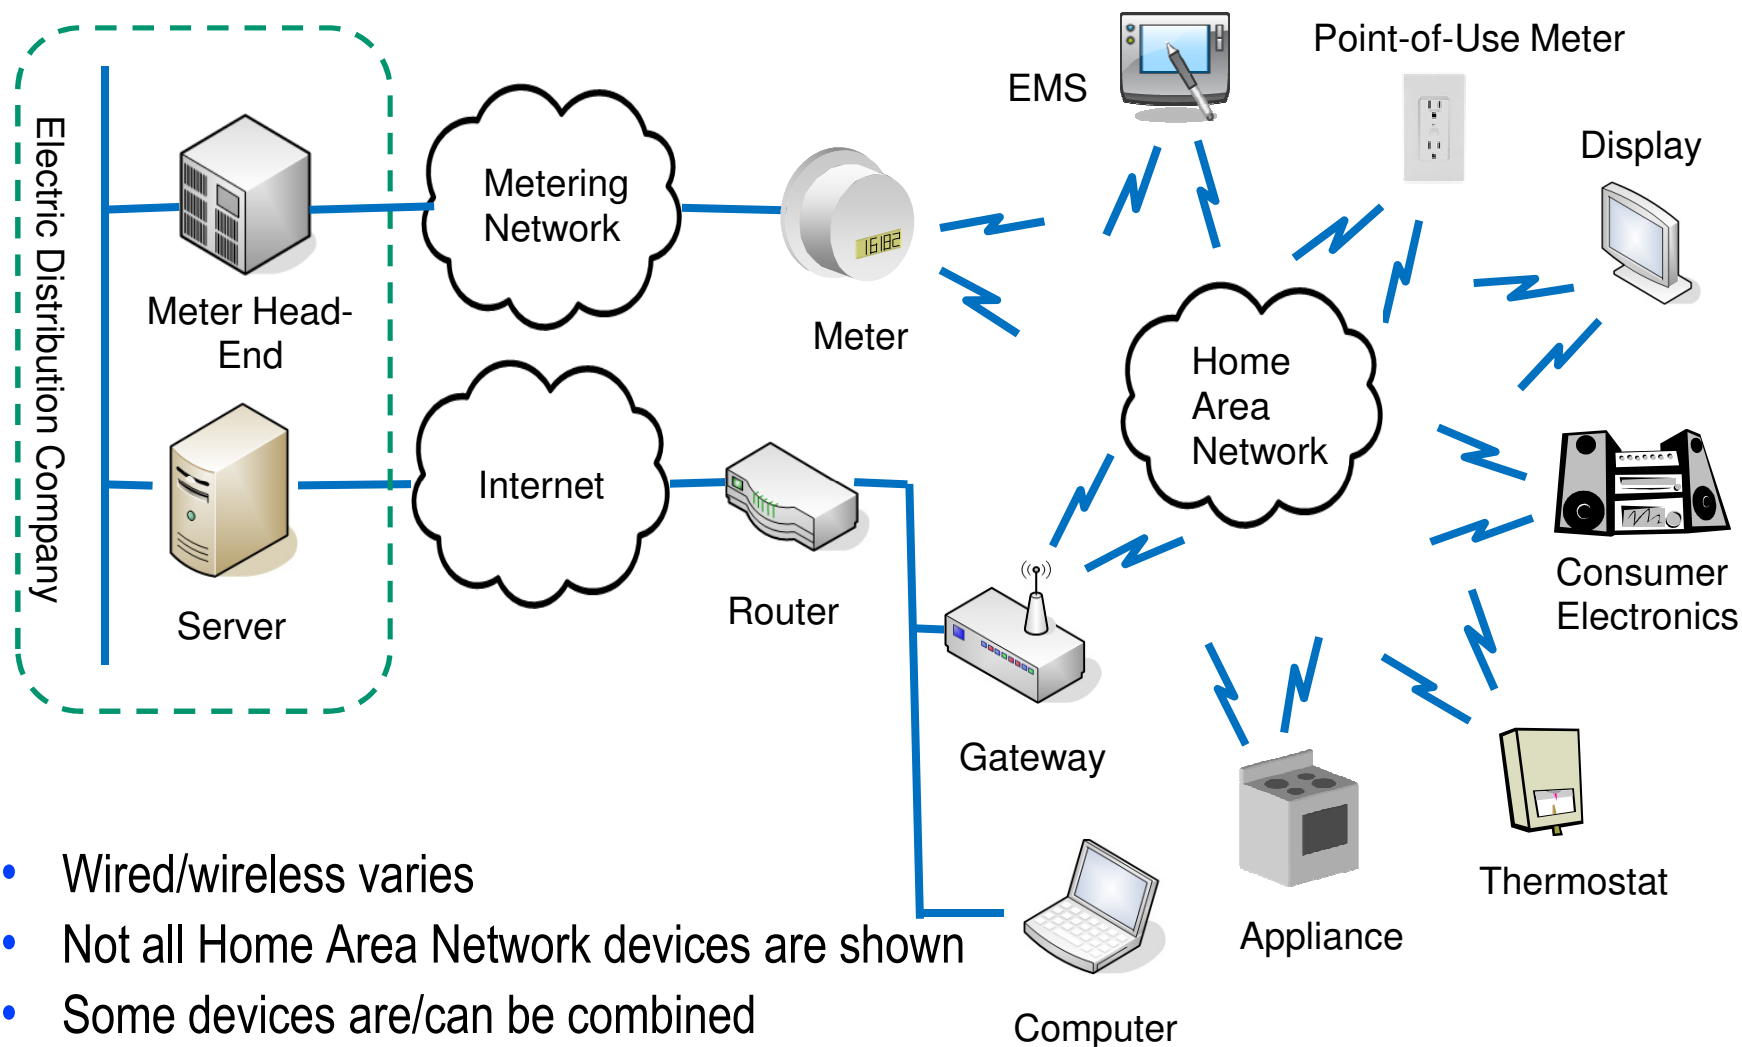 Point-of-Use Meter
EMS
Display
Electric Distribution Company
Metering
Network
16182
Meter Head-
End
Meter
Home
Area
Network
Internet
Consumer
Electronics
Server
Router
Gateway
Thermostat
Appliance
Computer
• Wired/wireless varies
• Not all Home Area Network devices are shown
• Some devices are/can be combined